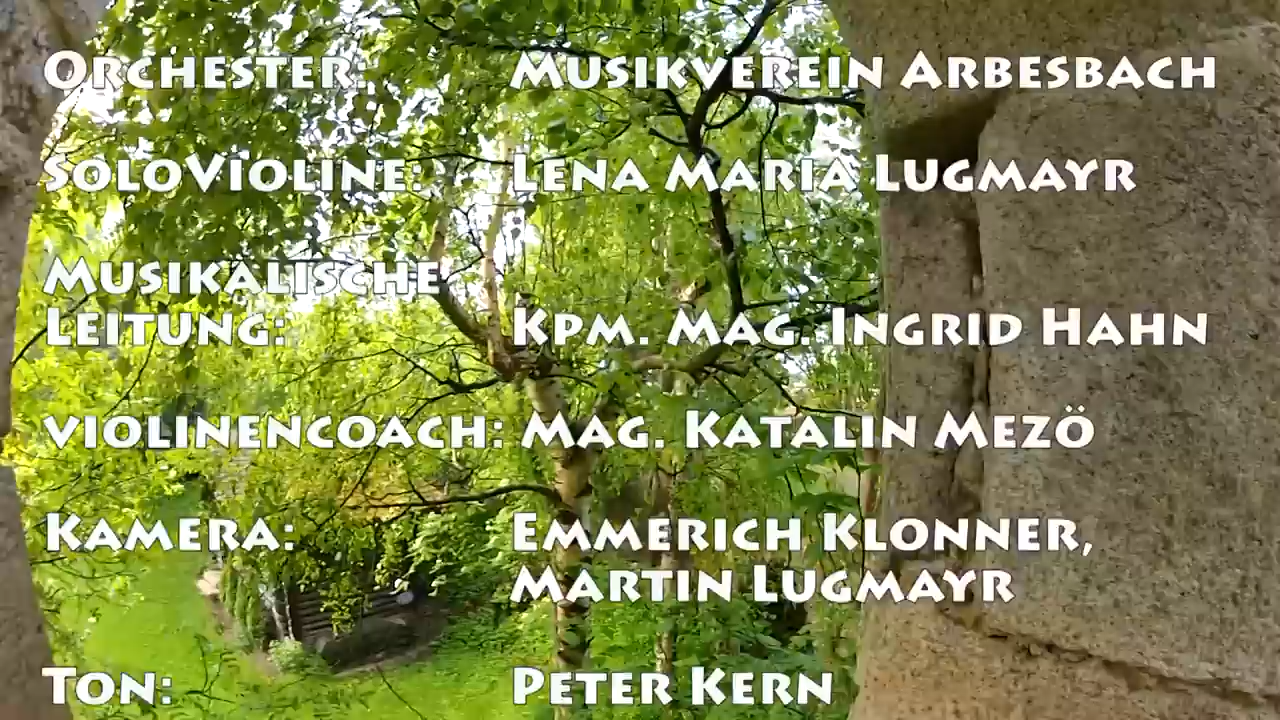 Orchester: Musikverein Arbesbach
SoloVioline: Lena Maria Lugmayr
Musikalische
Leitung: Kpm. Mag. Ingrid Hahn
violinencoach: Mag. Katalin Mezö
Kamera: Emmerich Klonner,
Martin Lugmayr
Ton: Peter Kern